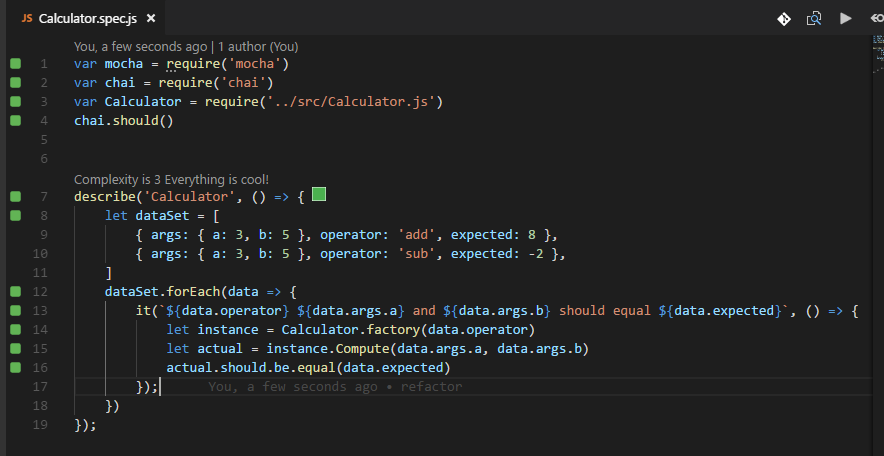 JS Calculator.spec.js ×
You, a few seconds ago | 1 author (You)
1 var mocha = require('mocha')
2 var chai = require('chai')
3 var Calculator = require('../src/Calculator.js')
4 chai.should()
5
6
Complexity is 3 Everything is cool!
7 describe('Calculator', () => {
8 let dataSet = [
9 { args: { a: 3, b: 5 }, operator: 'add', expected: 8 },
10 { args: { a: 3, b: 5 }, operator: 'sub', expected: -2 },
11 ]
12 dataSet.forEach(data => {
13 it(`${data.operator} ${data.args.a} and ${data.args.b} should equal ${data.expected}`, () => {
14 let instance = Calculator.factory(data.operator)
15 let actual = instance.Compute(data.args.a, data.args.b)
16 actual.should.be.equal(data.expected)
17 }); You, a few seconds ago • refactor
18 })
19 });